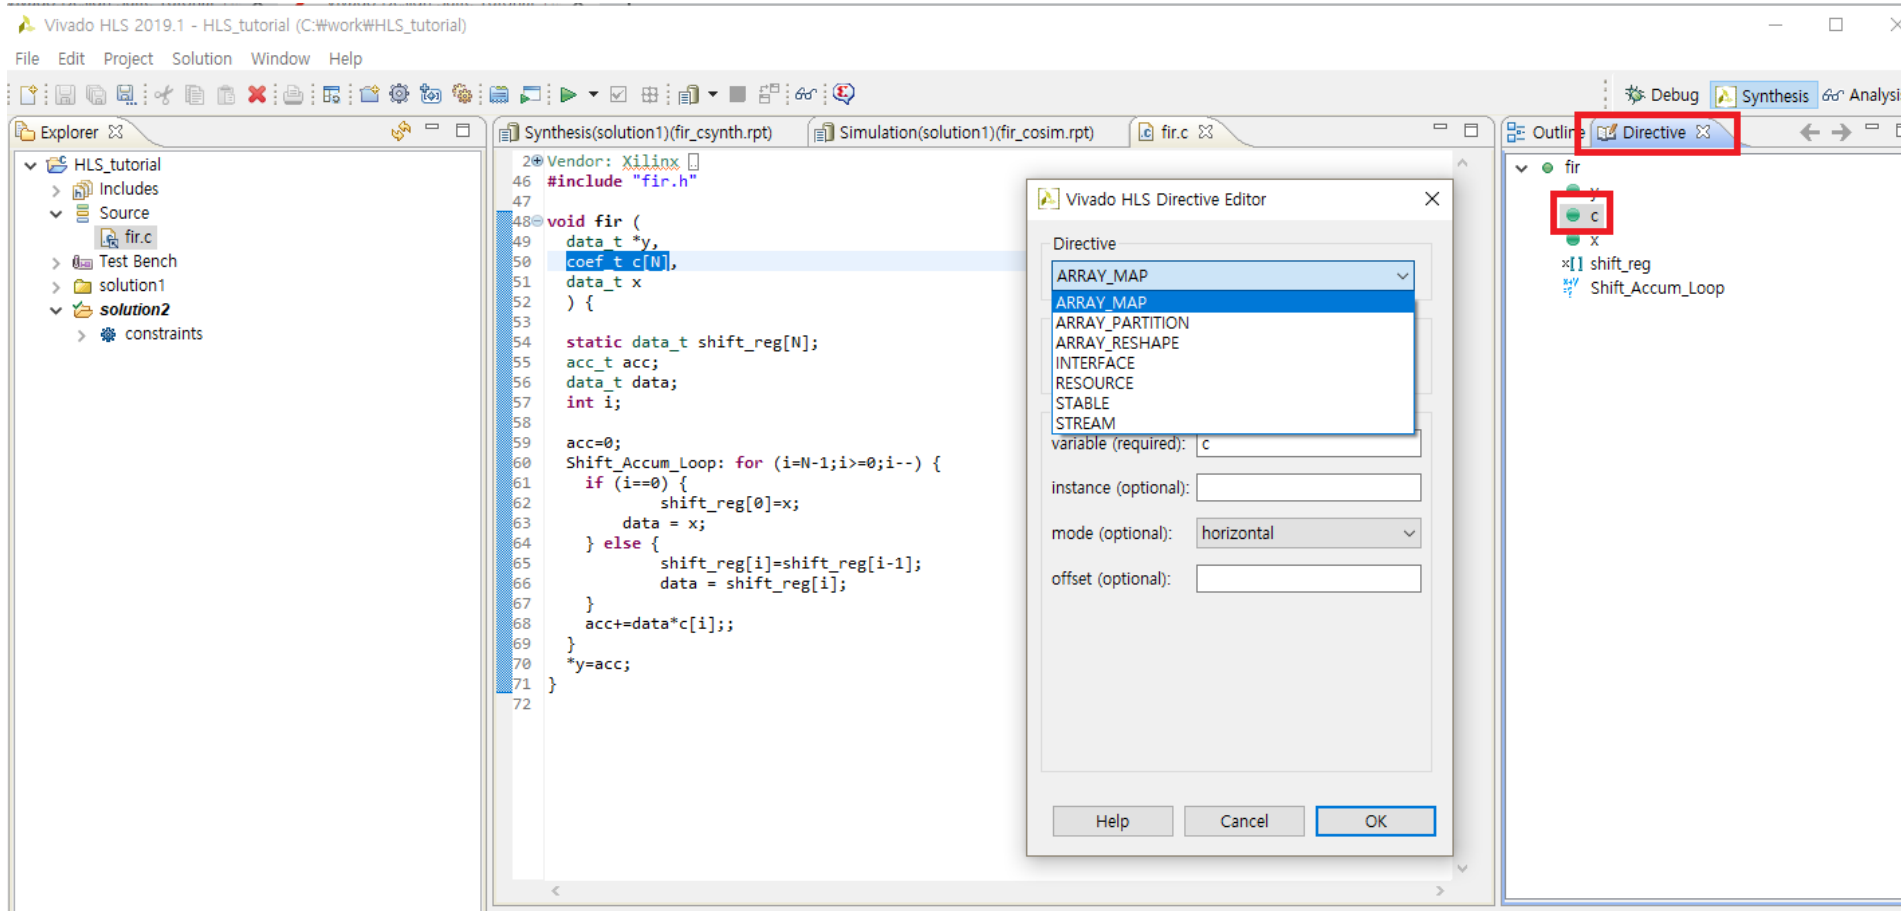 Vivado HLS 2019.1 - HLS_tutorial (C:₩work₩HLS_tutorial)
File Edit Project Solution Window Help
Debug Synthesis Analysi
Explorer
HLS_tutorial
Includes
Source
fir.c
Test Bench
solution1
solution2
constraints
Synthesis(solution1)(fir_csynth.rpt) Simulation(solution1)(fir_cosim.rpt) fir.c
2 Vendor: Xilinx
46 #include "fir.h"
47
48 void fir (
49 data_t *y,
50 coef_t c[N],
51 data_t x
52 ) {
53
54 static data_t shift_reg[N];
55 acc_t acc;
56 data_t data;
57 int i;
58
59 acc=0;
60 Shift_Accum_Loop: for (i=N-1;i>=0;i--) {
61 if (i==0) {
62 shift_reg[0]=x;
63 data = x;
64 } else {
65 shift_reg[i]=shift_reg[i-1];
66 data = shift_reg[i];
67 }
68 acc+=data*c[i];;
69 }
70 *y=acc;
71 }
72
Vivado HLS Directive Editor
Directive
ARRAY_MAP
ARRAY_MAP
ARRAY_PARTITION
ARRAY_RESHAPE
INTERFACE
RESOURCE
STABLE
STREAM
variable (required): c
instance (optional):
mode (optional): horizontal
offset (optional):
Help Cancel OK
Outline Directive
fir
y
c
x
x[] shift_reg
Shift_Accum_Loop